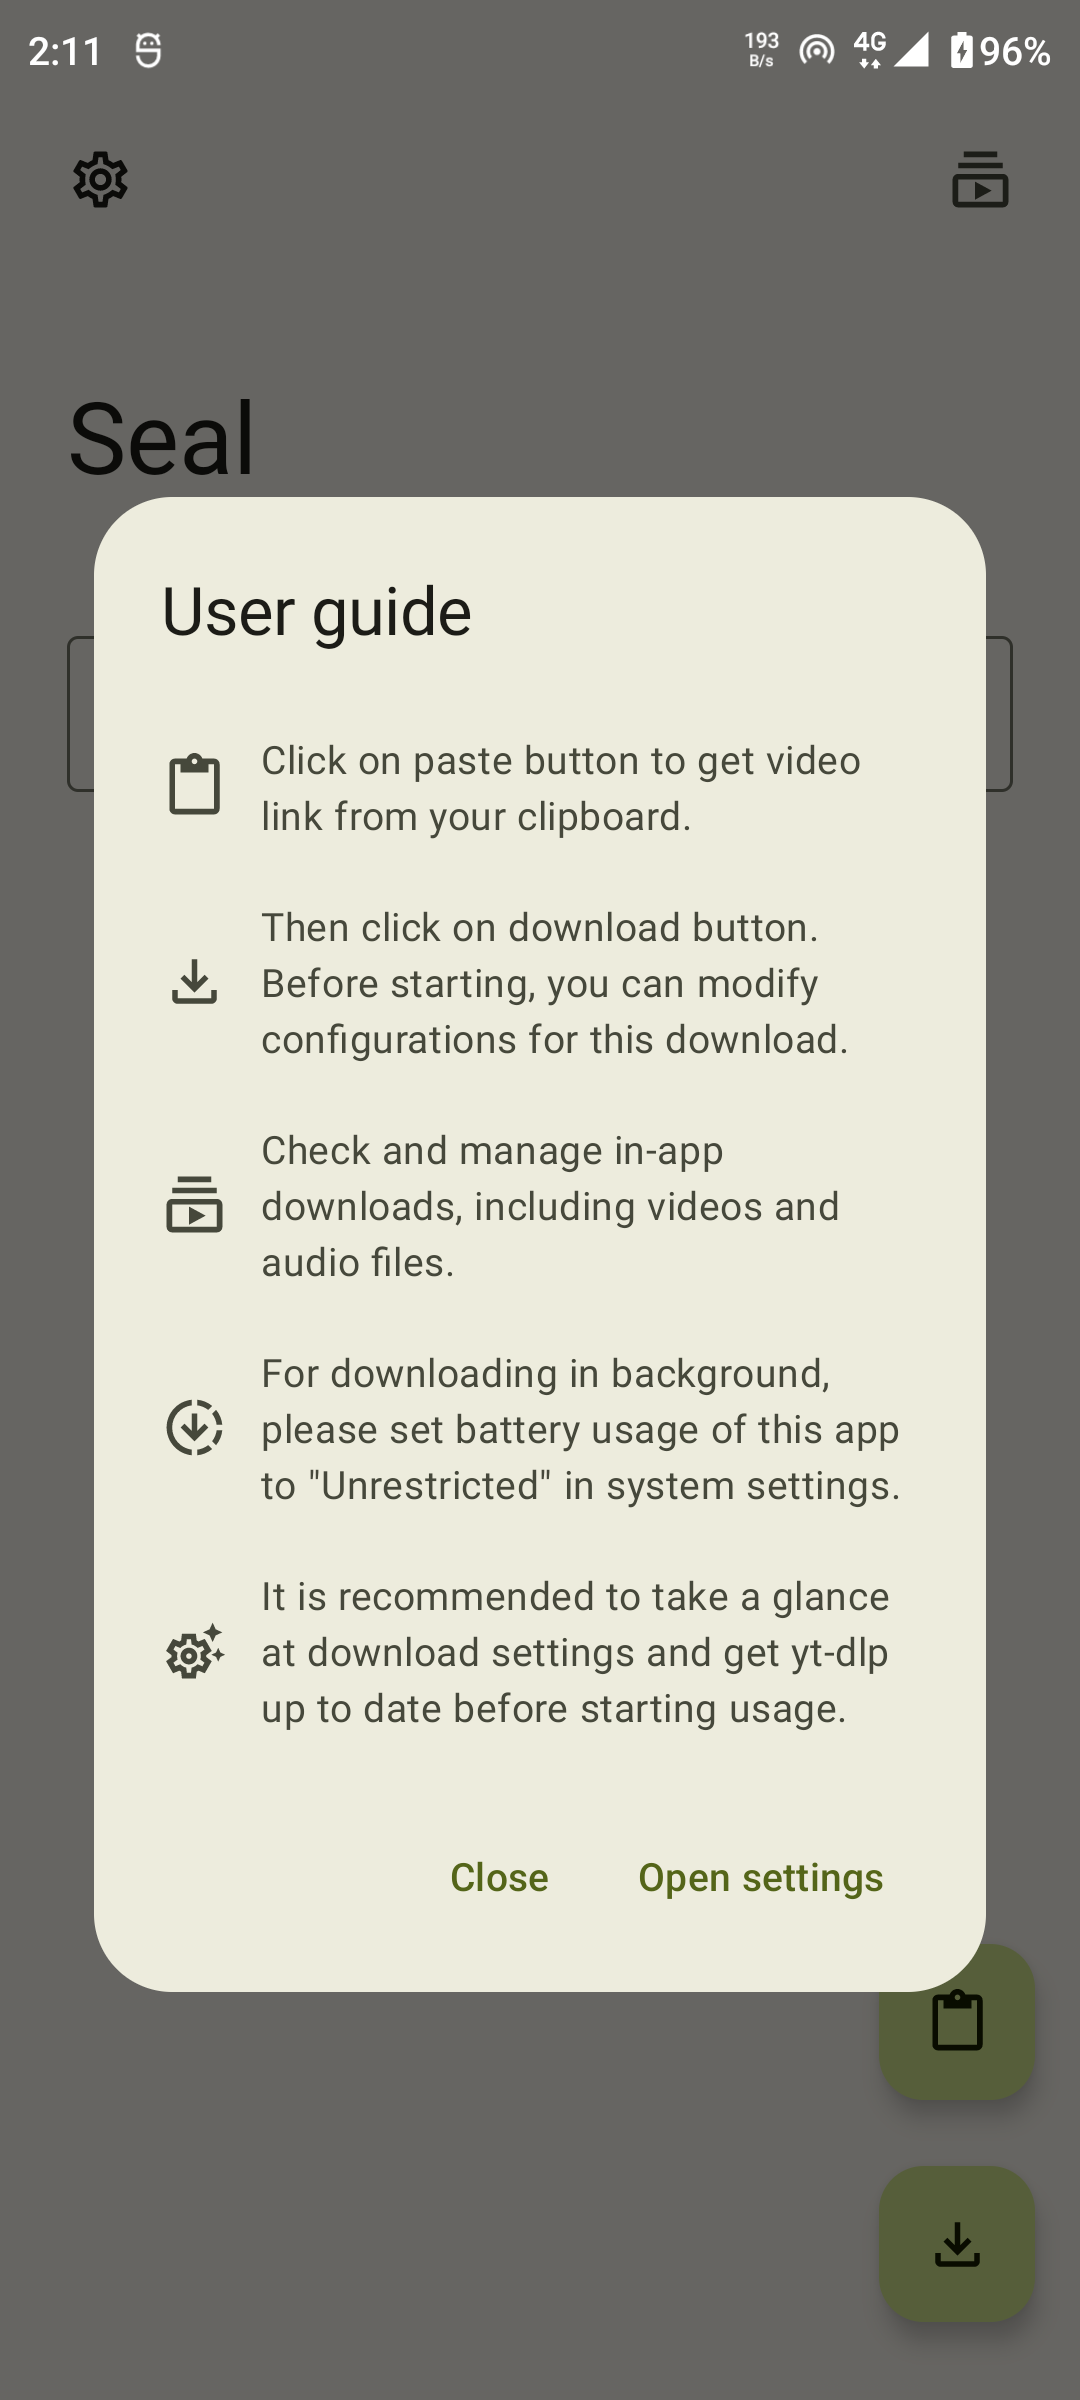 2:11
193
B/s
4G
96%
Seal
User guide
Click on paste button to get video
link from your clipboard.
Then click on download button.
Before starting, you can modify
configurations for this download.
Check and manage in-app
downloads, including videos and
audio files.
For downloading in background,
please set battery usage of this app
to "Unrestricted" in system settings.
It is recommended to take a glance
at download settings and get yt-dlp
up to date before starting usage.
Close
Open settings